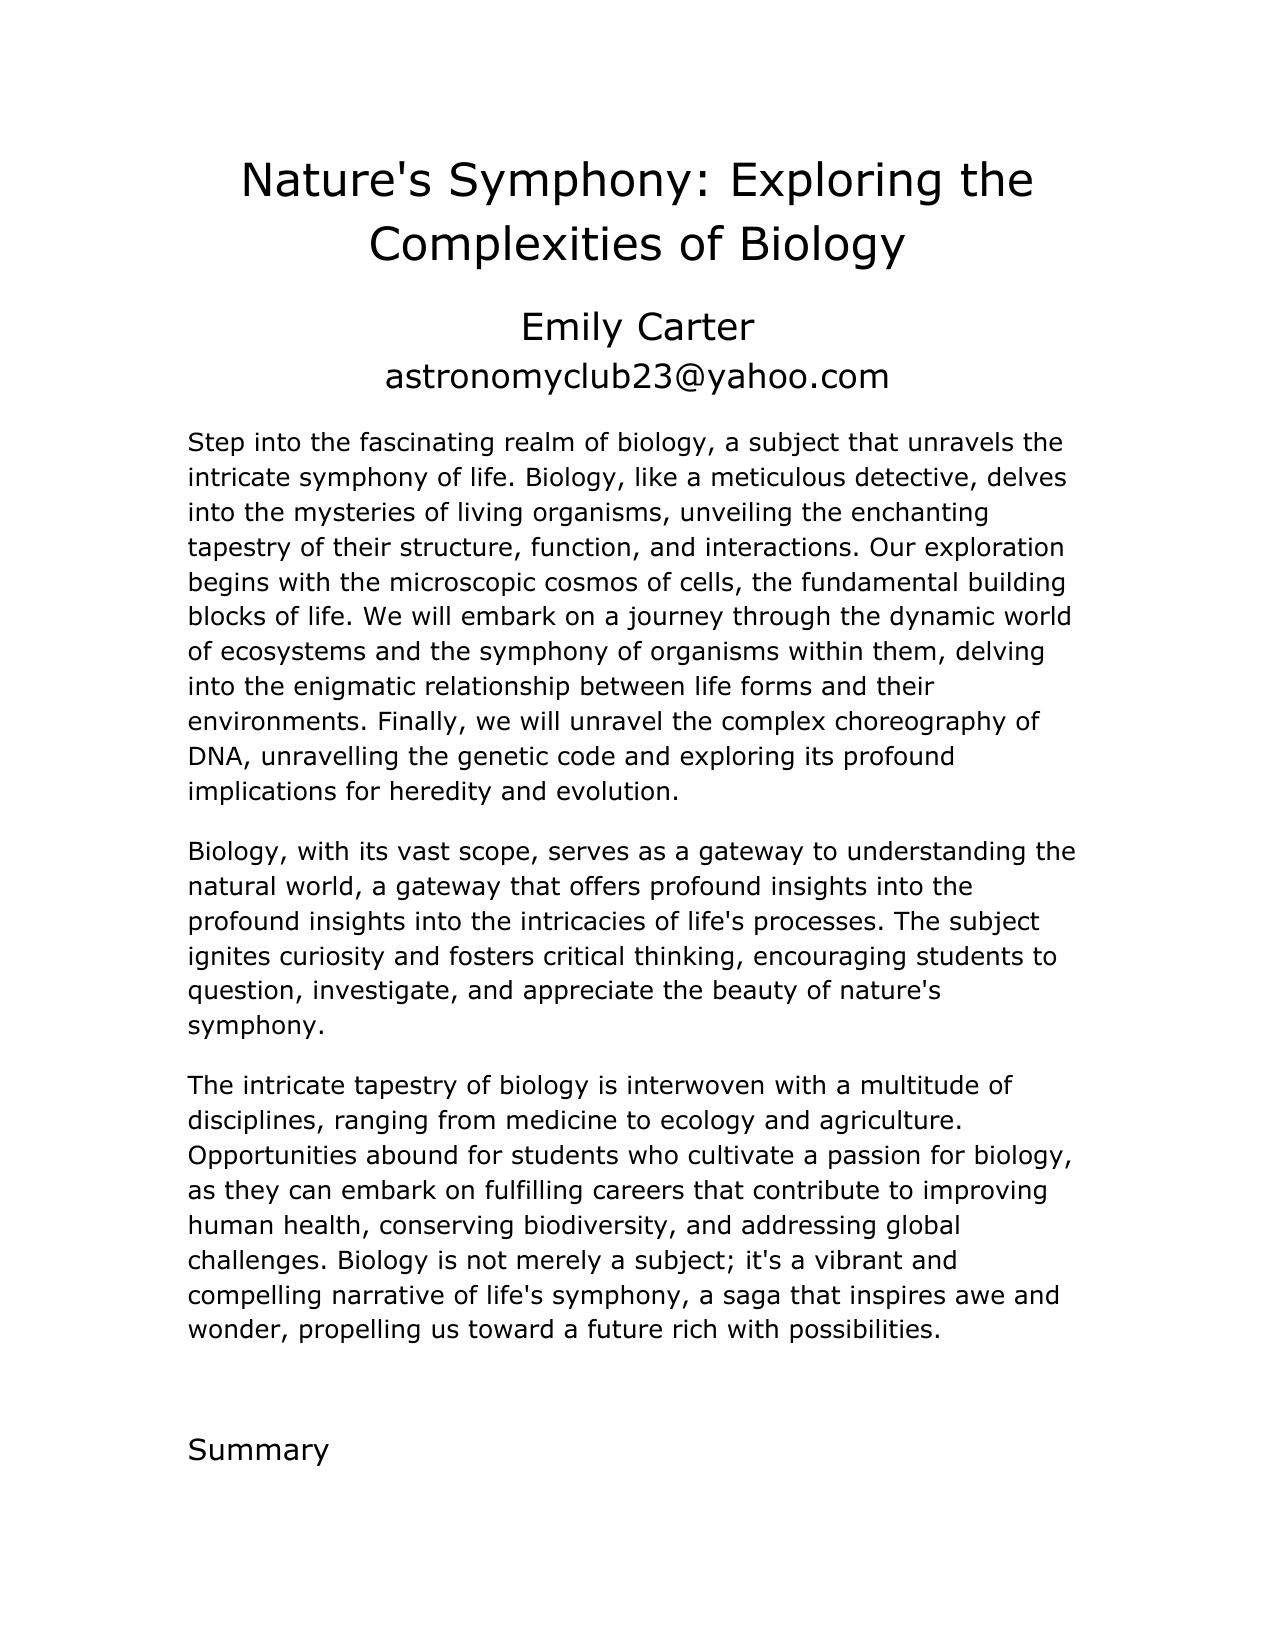 Nature's Symphony: Exploring the
Complexities of Biology
Emily Carter
astronomyclub23@yahoo.com
Step into the fascinating realm of biology, a subject that unravels the
intricate symphony of life. Biology, like a meticulous detective, delves
into the mysteries of living organisms, unveiling the enchanting
tapestry of their structure, function, and interactions. Our exploration
begins with the microscopic cosmos of cells, the fundamental building
blocks of life. We will embark on a journey through the dynamic world
of ecosystems and the symphony of organisms within them, delving
into the enigmatic relationship between life forms and their
environments. Finally, we will unravel the complex choreography of
DNA, unravelling the genetic code and exploring its profound
implications for heredity and evolution.
Biology, with its vast scope, serves as a gateway to understanding the
natural world, a gateway that offers profound insights into the
profound insights into the intricacies of life's processes. The subject
ignites curiosity and fosters critical thinking, encouraging students to
question, investigate, and appreciate the beauty of nature's
symphony.
The intricate tapestry of biology is interwoven with a multitude of
disciplines, ranging from medicine to ecology and agriculture.
Opportunities abound for students who cultivate a passion for biology,
as they can embark on fulfilling careers that contribute to improving
human health, conserving biodiversity, and addressing global
challenges. Biology is not merely a subject; it's a vibrant and
compelling narrative of life's symphony, a saga that inspires awe and
wonder, propelling us toward a future rich with possibilities.
Summary